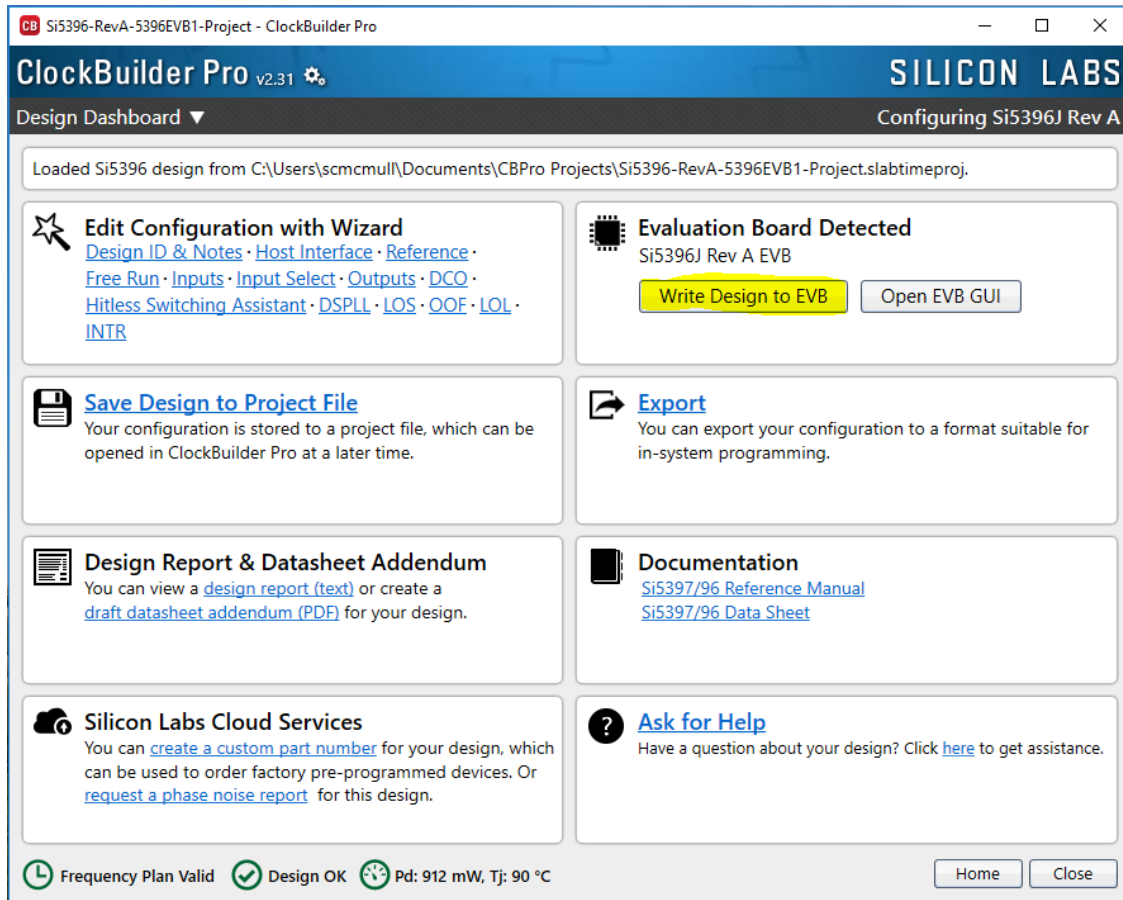 CB Si5396-RevA-5396EVB1-Project - ClockBuilder Pro
ClockBuilder Pro v2.31
SILICON LABS
Design Dashboard ▼
Configuring Si5396J Rev A
Loaded Si5396 design from C:\Users\scmcmull\Documents\CBPro Projects\Si5396-RevA-5396EVB1-Project.slabtimeproj.
Edit Configuration with Wizard
Design ID & Notes · Host Interface · Reference ·
Free Run · Inputs · Input Select · Outputs · DCO ·
Hitless Switching Assistant · DSPLL · LOS · OOF · LOL ·
INTR
Evaluation Board Detected
Si5396J Rev A EVB
Write Design to EVB
Open EVB GUI
Save Design to Project File
Your configuration is stored to a project file, which can be
opened in ClockBuilder Pro at a later time.
Export
You can export your configuration to a format suitable for
in-system programming.
Design Report & Datasheet Addendum
You can view a design report (text) or create a
draft datasheet addendum (PDF) for your design.
Documentation
Si5397/96 Reference Manual
Si5397/96 Data Sheet
Silicon Labs Cloud Services
You can create a custom part number for your design, which
can be used to order factory pre-programmed devices. Or
request a phase noise report for this design.
? Ask for Help
Have a question about your design? Click here to get assistance.
Frequency Plan Valid
Design OK
Pd: 912 mW, Tj: 90 °C
Home
Close